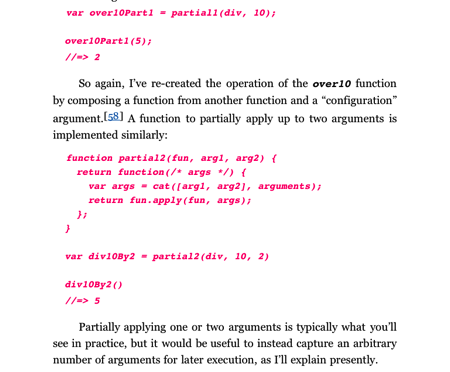 var over10Part1 = partial1(div, 10);
over10Part1(5);
//=> 2
So again, I've re-created the operation of the over10 function
by composing a function from another function and a “configuration”
argument.[58] A function to partially apply up to two arguments is
implemented similarly:
function partial2(fun, arg1, arg2) {
return function(/* args */) {
var args = cat([arg1, arg2], arguments);
return fun.apply(fun, args);
};
}
var div10By2 = partial2(div, 10, 2)
div10By2()
//=> 5
Partially applying one or two arguments is typically what you'll
see in practice, but it would be useful to instead capture an arbitrary
number of arguments for later execution, as I'll explain presently.